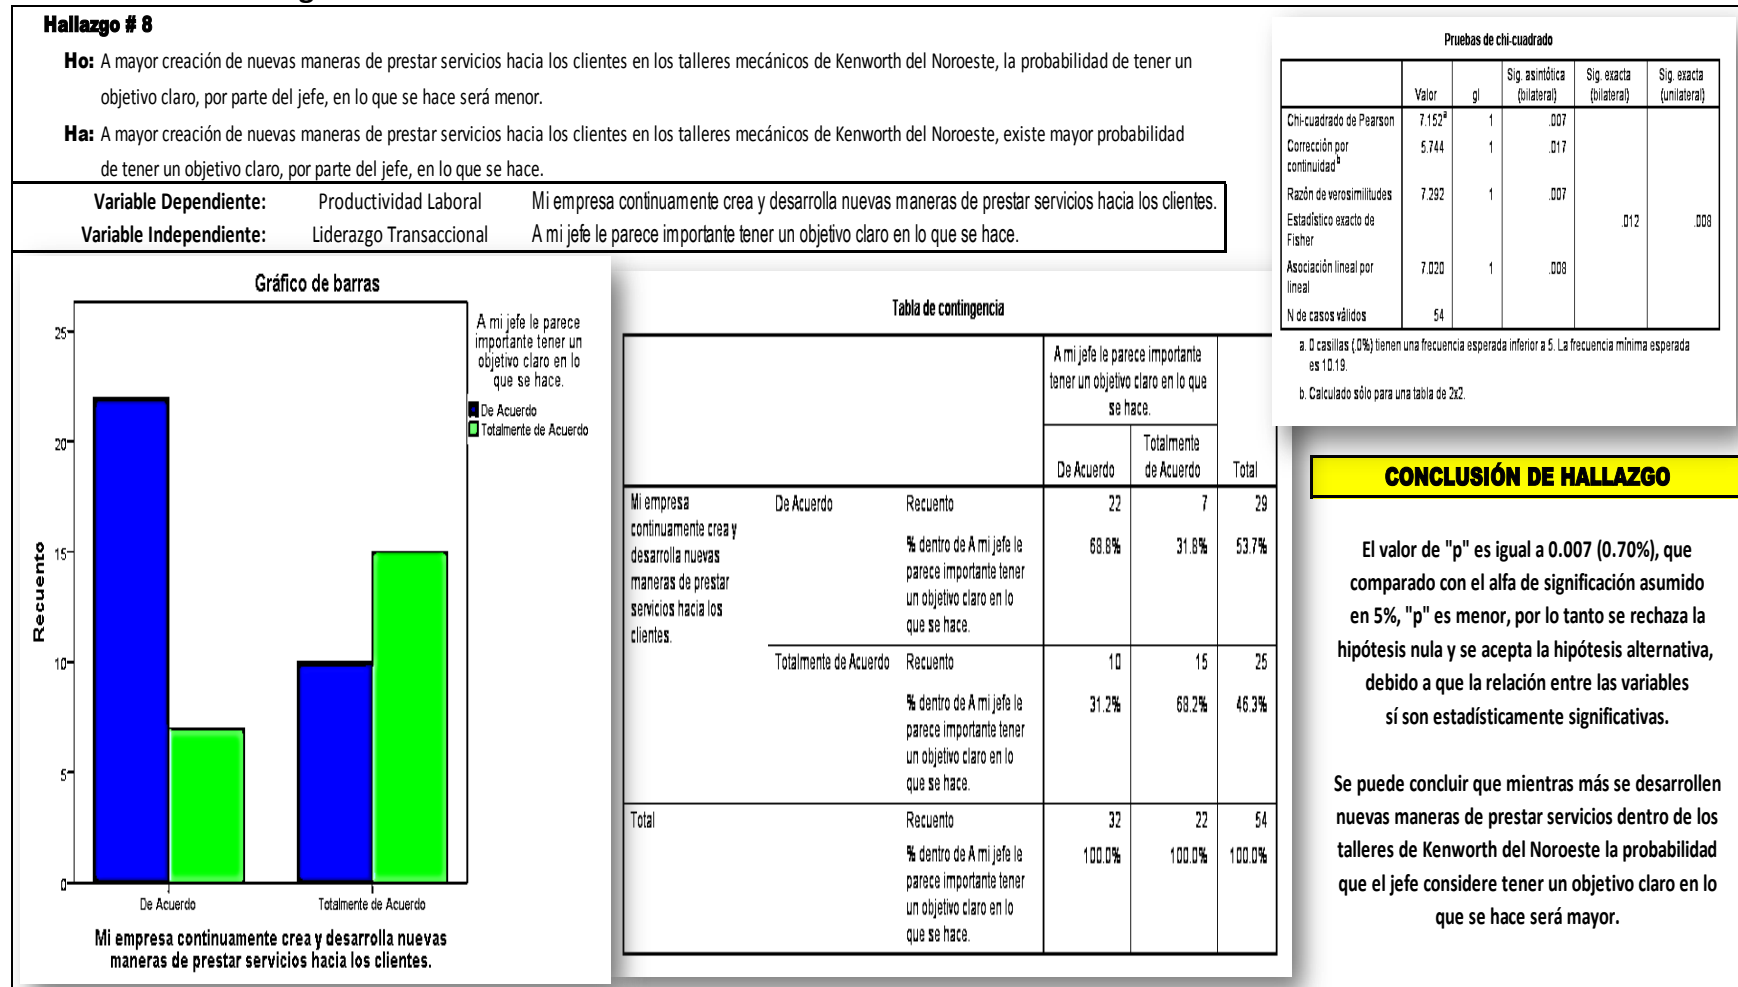 Hallazgo # 8
Ho: A mayor creación de nuevas maneras de prestar servicios hacia los clientes en los talleres mecánicos de Kenworth del Noroeste, la probabilidad de tener un
objetivo claro, por parte del jefe, en lo que se hace será menor.
Ha: A mayor creación de nuevas maneras de prestar servicios hacia los clientes en los talleres mecánicos de Kenworth del Noroeste, existe mayor probabilidad
de tener un objetivo claro, por parte del jefe, en lo que se hace.
Variable Dependiente: Productividad Laboral Mi empresa continuamente crea y desarrolla nuevas maneras de prestar servicios hacia los clientes.
Variable Independiente: Liderazgo Transaccional A mi jefe le parece importante tener un objetivo claro en lo que se hace.
Pruebas de chi-cuadrado
Valor gl Sig. asintótica (bilateral) Sig. exacta (bilateral) Sig. exacta (unilateral)
Chi-cuadrado de Pearson 7.152a 1 .007
Corrección por continuidadb 5.744 1 .017
Razón de verosimilitudes 7.292 1 .007
Estadístico exacto de Fisher .012 .008
Asociación lineal por lineal 7.020 1 .008
N de casos válidos 54
a. 0 casillas (.0%) tienen una frecuencia esperada inferior a 5. La frecuencia mínima esperada
es 10.19.
b. Calculado sólo para una tabla de 2x2.
Gráfico de barras
A mi jefe le parece
importante tener un
objetivo claro en lo
que se hace.
De Acuerdo
Totalmente de Acuerdo
25
20
15
10
5
0
Recuento
De Acuerdo Totalmente de Acuerdo
Mi empresa continuamente crea y desarrolla nuevas
maneras de prestar servicios hacia los clientes.
Tabla de contingencia
A mi jefe le parece importante
tener un objetivo claro en lo que
se hace.
De Acuerdo Totalmente de Acuerdo Total
Mi empresa continuamente crea y desarrolla nuevas maneras de prestar servicios hacia los clientes. De Acuerdo Recuento 22 7 29
% dentro de A mi jefe le parece importante tener un objetivo claro en lo que se hace. 68.8% 31.8% 53.7%
Totalmente de Acuerdo Recuento 10 15 25
% dentro de A mi jefe le parece importante tener un objetivo claro en lo que se hace. 31.2% 68.2% 46.3%
Total Recuento 32 22 54
% dentro de A mi jefe le parece importante tener un objetivo claro en lo que se hace. 100.0% 100.0% 100.0%
CONCLUSIÓN DE HALLAZGO
El valor de "p" es igual a 0.007 (0.70%), que
comparado con el alfa de significación asumido
en 5%, "p" es menor, por lo tanto se rechaza la
hipótesis nula y se acepta la hipótesis alternativa,
debido a que la relación entre las variables
sí son estadísticamente significativas.
Se puede concluir que mientras más se desarrollen
nuevas maneras de prestar servicios dentro de los
talleres de Kenworth del Noroeste la probabilidad
que el jefe considere tener un objetivo claro en lo
que se hace será mayor.